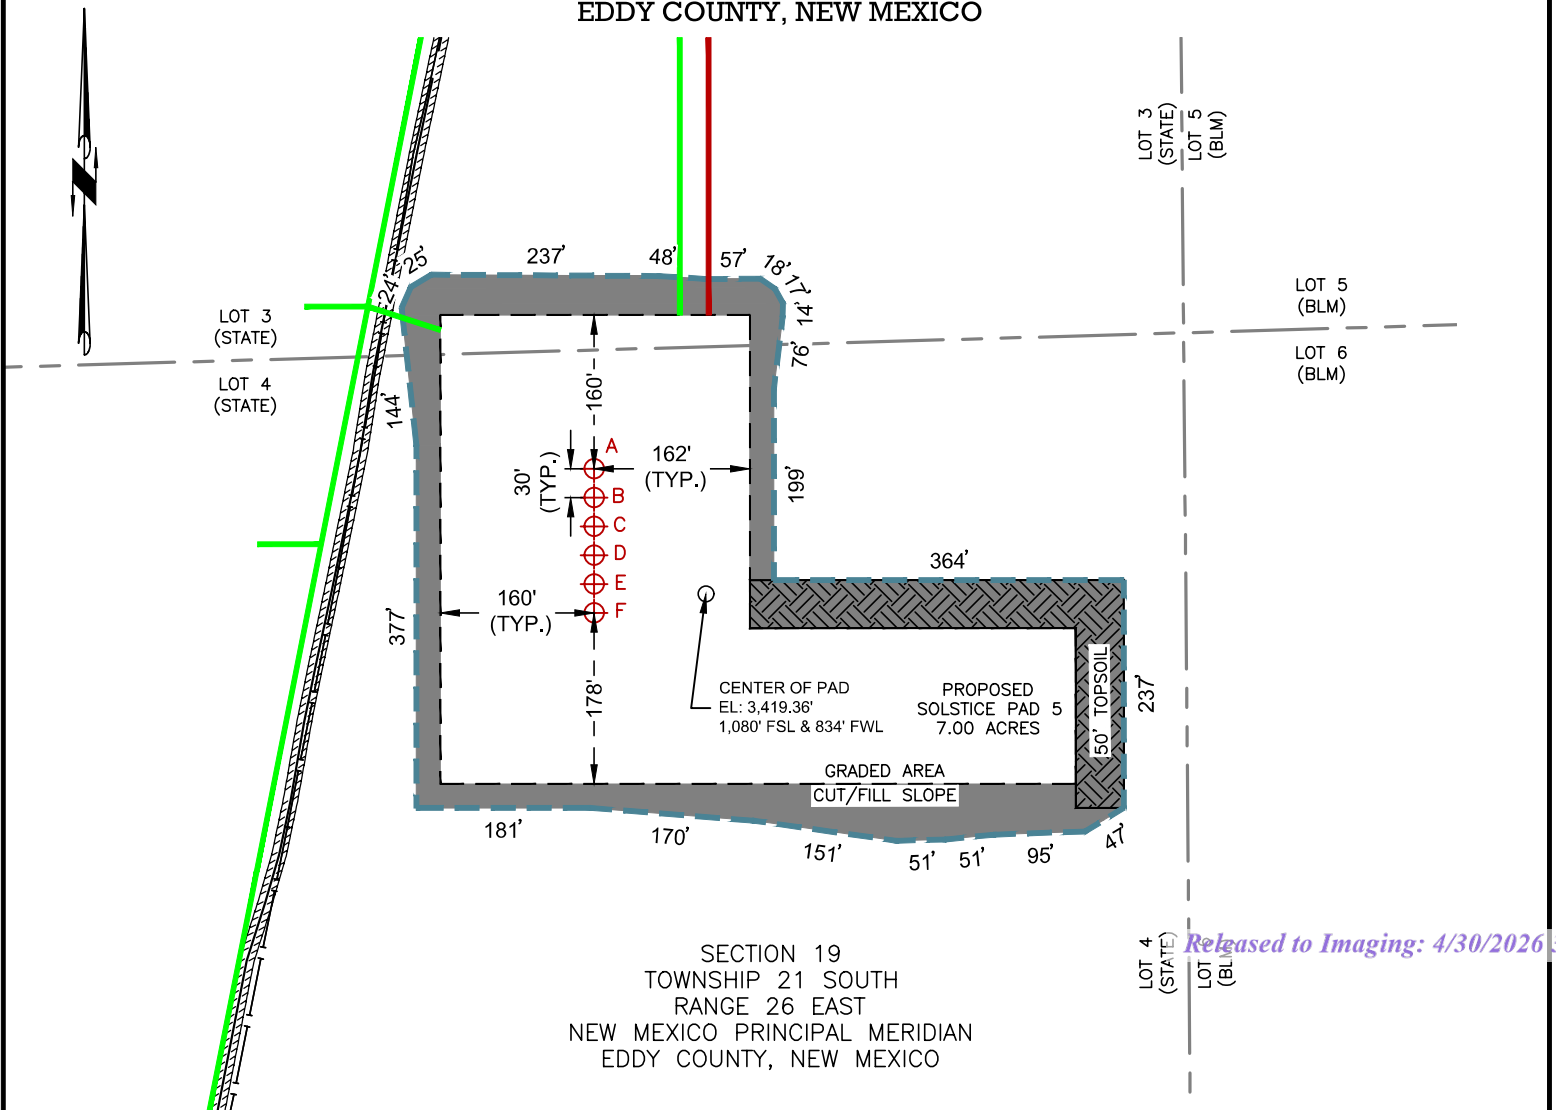 EDDY COUNTY, NEW MEXICO
LOT 3
(STATE)
LOT 5
(BLM)
24'
25'
237'
48'
57'
18'
17'
14'
76'
LOT 3
(STATE)
LOT 5
(BLM)
LOT 4
(STATE)
LOT 6
(BLM)
144'
160'
A
162'
(TYP.)
30'
(TYP.)
B
C
D
E
F
199'
364'
160'
(TYP.)
377'
178'
CENTER OF PAD
EL: 3,419.36'
1,080' FSL & 834' FWL
PROPOSED
SOLSTICE PAD 5
7.00 ACRES
50' TOPSOIL
237'
GRADED AREA
CUT/FILL SLOPE
181'
170'
151'
51'
51'
95'
47'
SECTION 19
TOWNSHIP 21 SOUTH
RANGE 26 EAST
NEW MEXICO PRINCIPAL MERIDIAN
EDDY COUNTY, NEW MEXICO
LOT 4
(STATE)
LOT
(BLM)
Released to Imaging: 4/30/2026